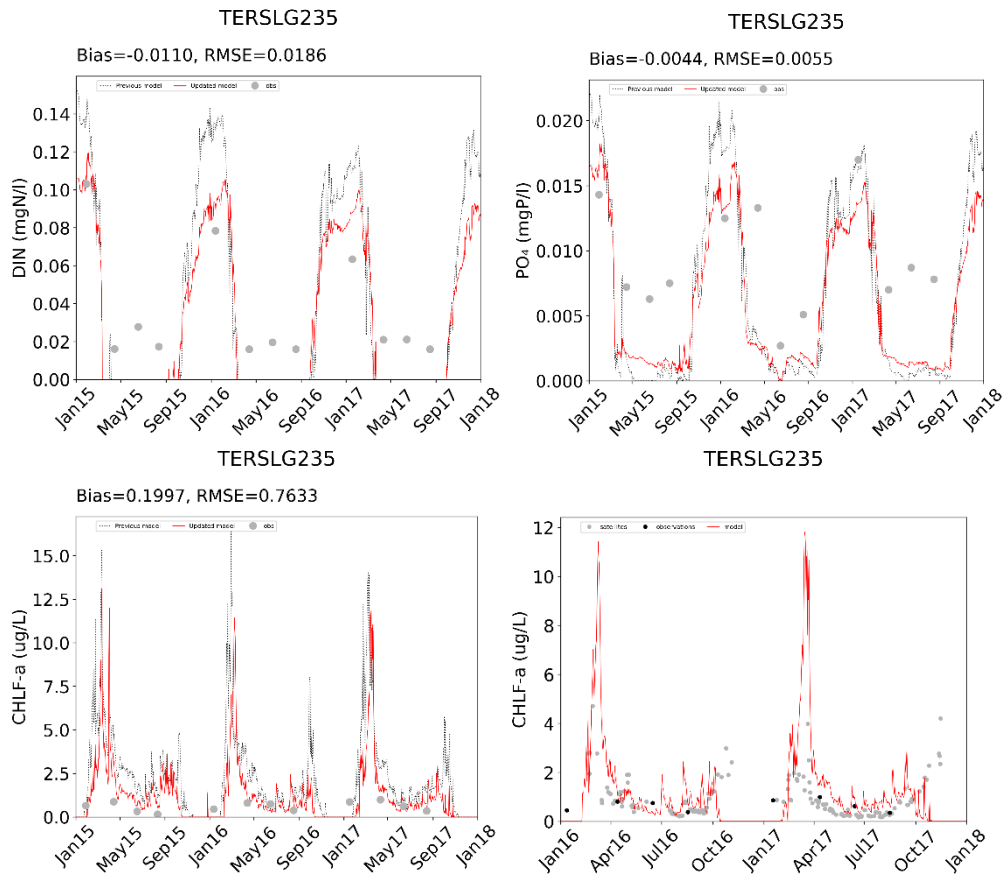 TERSLG235
Bias=-0.0110, RMSE=0.0186
Previous model Updated model obs
DIN (mgN/l)
0.14
0.12
0.10
0.08
0.06
0.04
0.02
0.00
Jan15 May15 Sep15 Jan16 May16 Sep16 Jan17 May17 Sep17 Jan18
TERSLG235
Bias=-0.0044, RMSE=0.0055
Previous model Updated model obs
PO₄ (mgP/l)
0.020
0.015
0.010
0.005
0.000
Jan15 May15 Sep15 Jan16 May16 Sep16 Jan17 May17 Sep17 Jan18
TERSLG235
Bias=0.1997, RMSE=0.7633
Previous model Updated model obs
CHLF-a (ug/L)
15.0
12.5
10.0
7.5
5.0
2.5
0.0
Jan15 May15 Sep15 Jan16 May16 Sep16 Jan17 May17 Sep17 Jan18
TERSLG235
satellites observations model
CHLF-a (ug/L)
12
10
8
6
4
2
0
Jan16 Apr16 Jul16 Oct16 Jan17 Apr17 Jul17 Oct17 Jan18